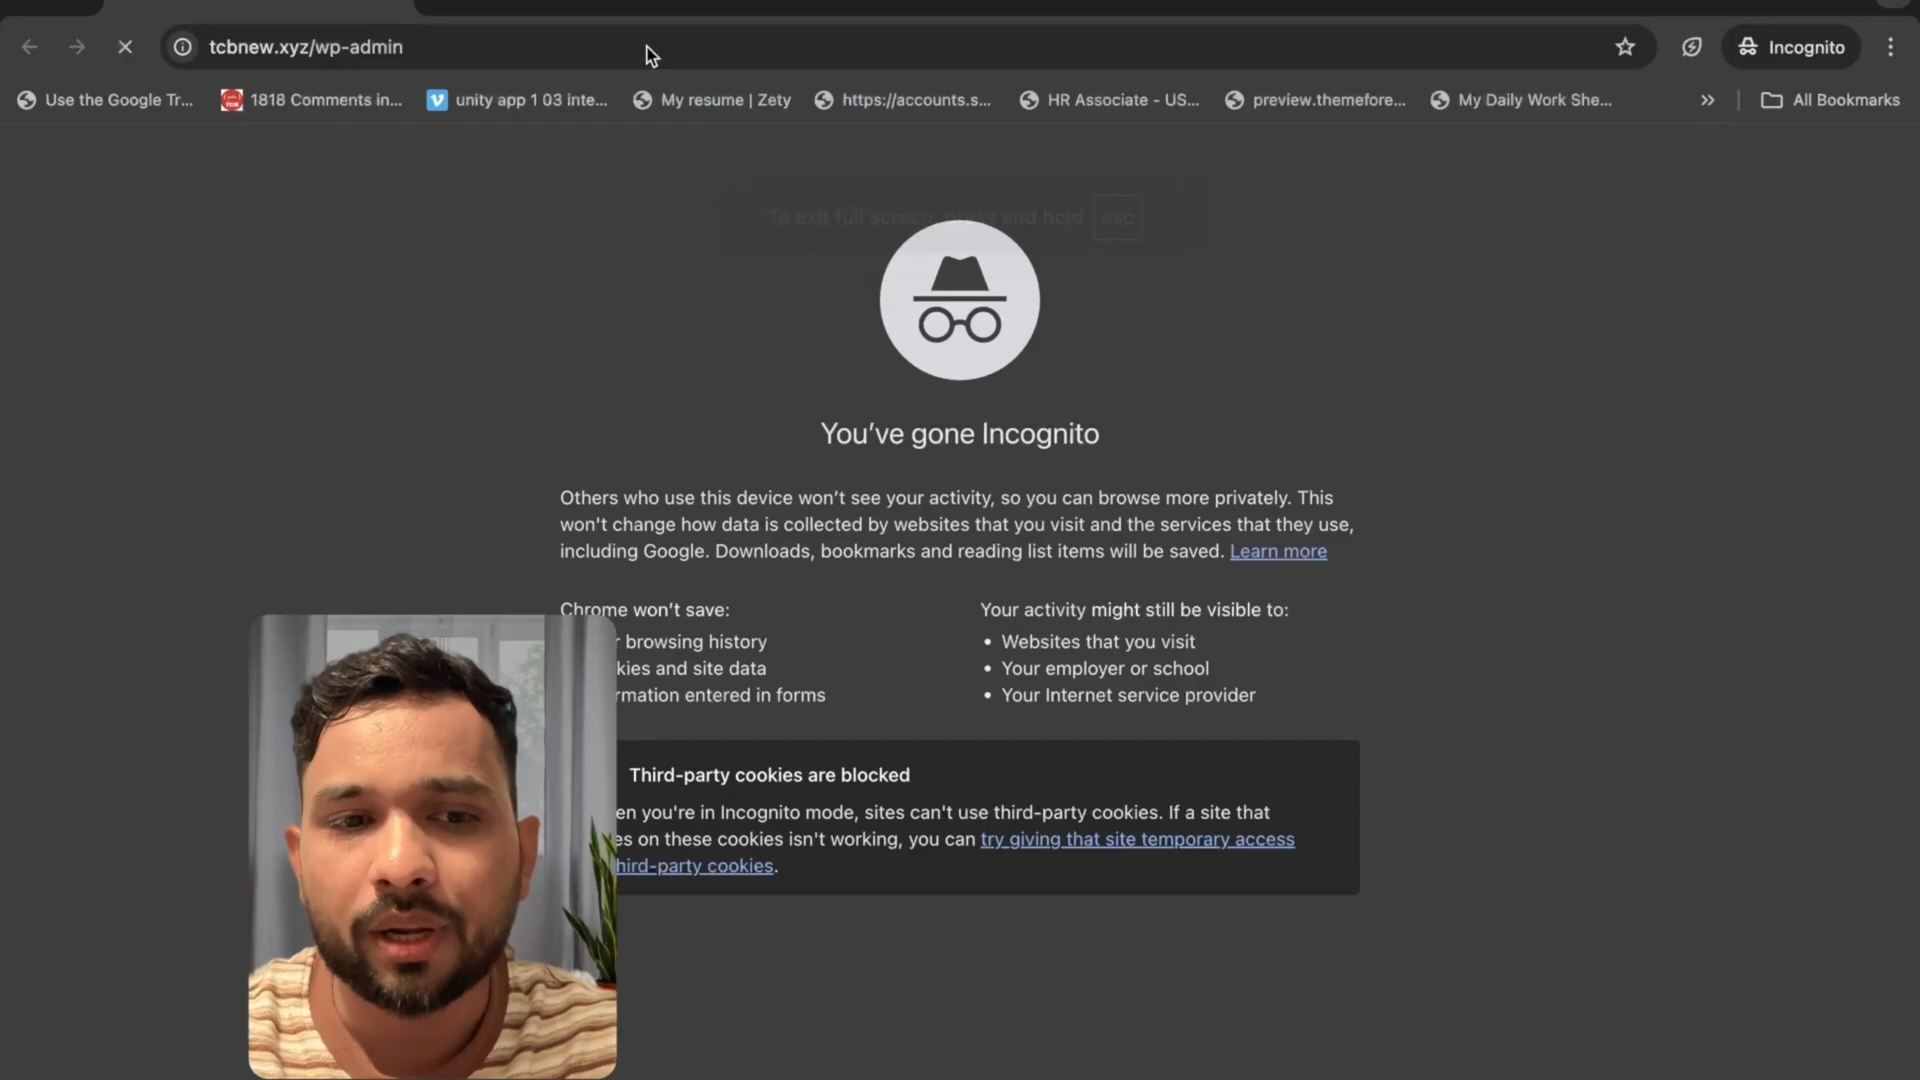 tcbnew.xyz/wp-admin
Incognito
Use the Google Tr...
1818 Comments in...
unity app 1 03 inte...
My resume | Zety
https://accounts.s...
HR Associate - US...
preview.themefore...
My Daily Work She...
»
All Bookmarks
To exit full screen, press and hold esc
You've gone Incognito
Others who use this device won't see your activity, so you can browse more privately. This
won't change how data is collected by websites that you visit and the services that they use,
including Google. Downloads, bookmarks and reading list items will be saved. Learn more
Chrome won't save:
browsing history
kies and site data
rmation entered in forms
Your activity might still be visible to:
• Websites that you visit
• Your employer or school
• Your Internet service provider
Third-party cookies are blocked
en you're in Incognito mode, sites can't use third-party cookies. If a site that
es on these cookies isn't working, you can try giving that site temporary access
hird-party cookies.